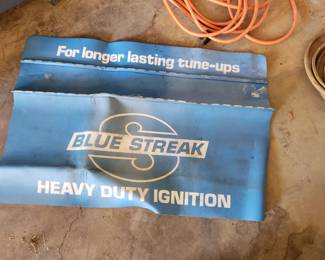 For longer lasting tune-ups
S
BLUE STREAK
HEAVY DUTY IGNITION